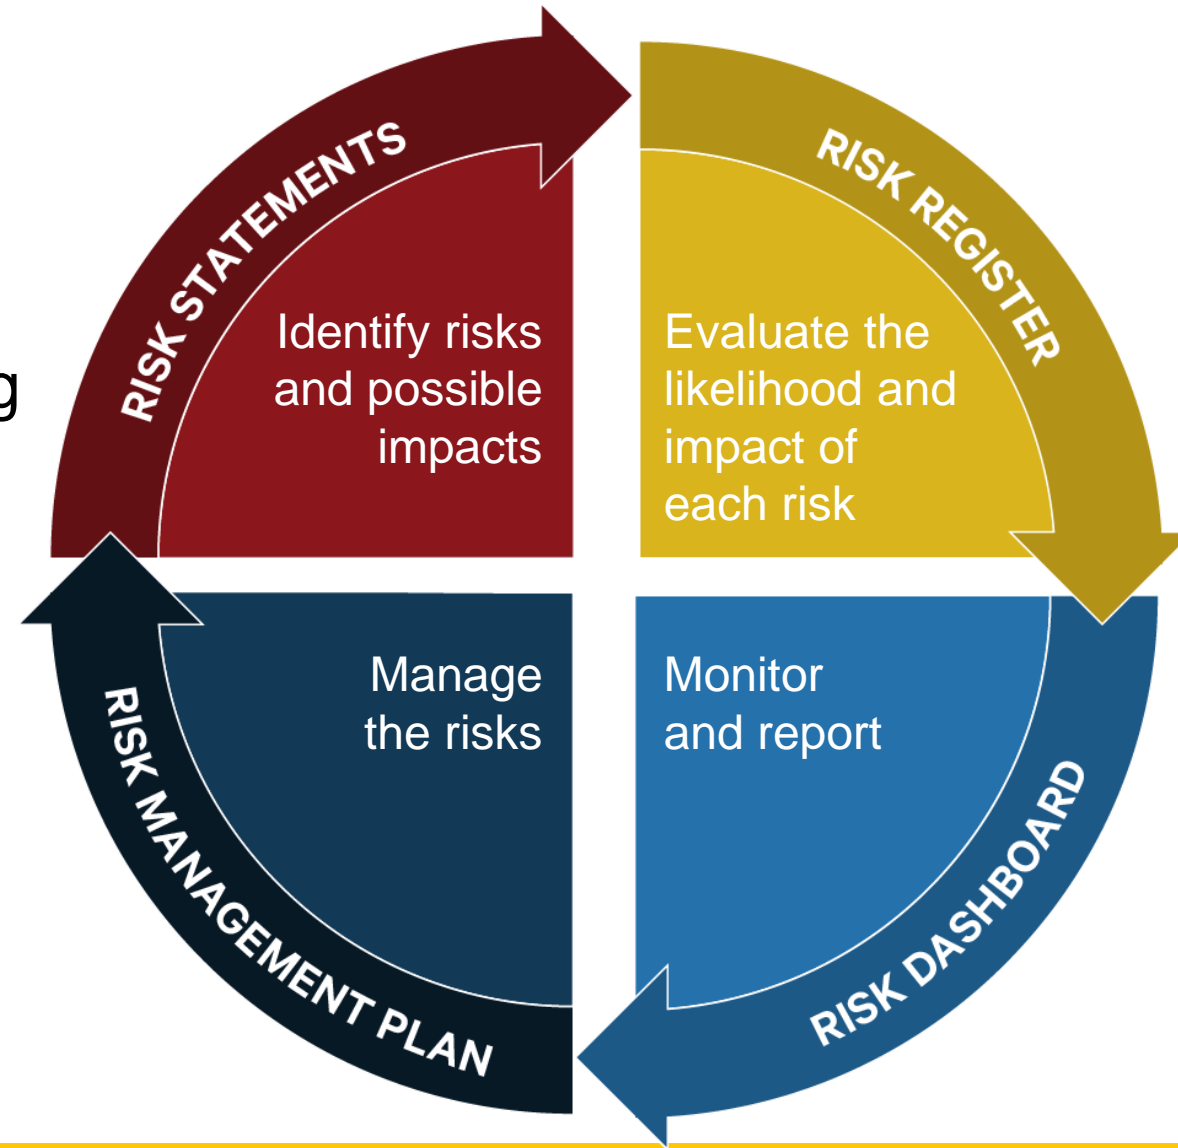 RISK STATEMENTS
Identify risks
and possible
impacts
RISK REGISTER
Evaluate the
likelihood and
impact of
each risk
RISK DASHBOARD
Monitor
and report
RISK MANAGEMENT PLAN
Manage
the risks
g